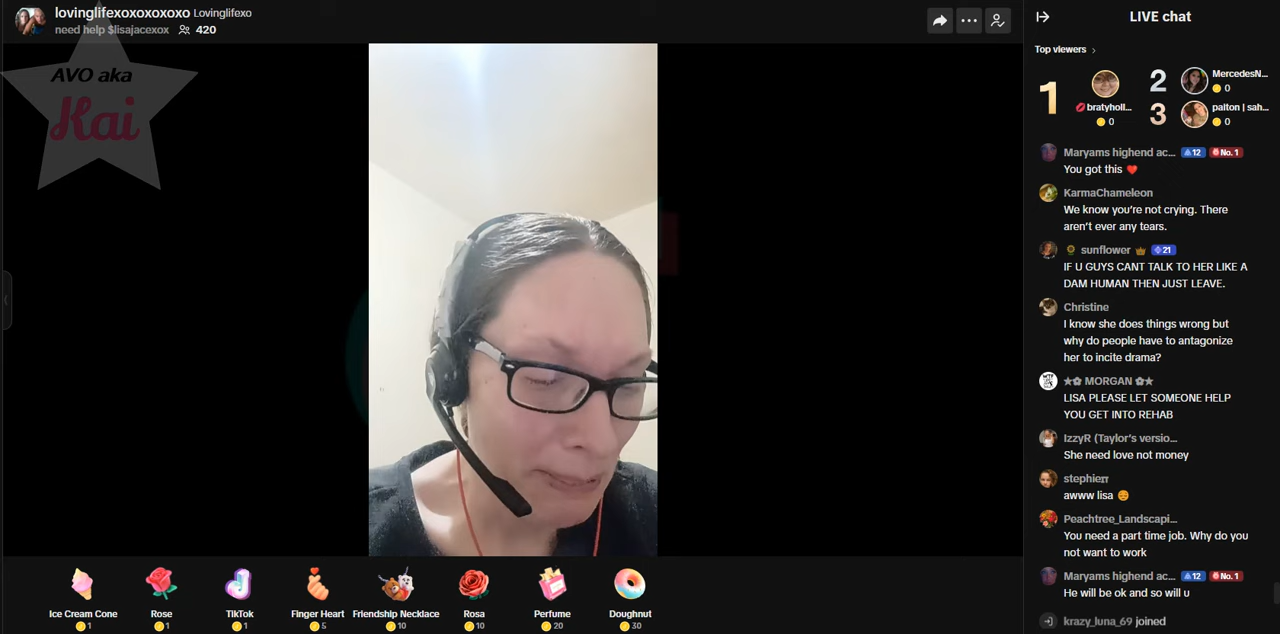 lovinglifexoxoxoxoxo Lovinglifexo
need help $lisajacexox 420
AVO aka
Kai
LIVE chat
Top viewers
1
bratyholl...
0
2
MercedesN...
0
3
paiton | sah...
0
Maryams highend ac... 12 No. 1
You got this
KarmaChameleon
We know you're not crying. There
aren't ever any tears.
sunflower 21
IF U GUYS CANT TALK TO HER LIKE A
DAM HUMAN THEN JUST LEAVE.
Christine
I know she does things wrong but
why do people have to antagonize
her to incite drama?
MORGAN
LISA PLEASE LET SOMEONE HELP
YOU GET INTO REHAB
IzzyR (Taylor's versio...
She need love not money
stephierr
awww lisa
Peachtree_Landscapi...
You need a part time job. Why do you
not want to work
Maryams highend ac... 12 No. 1
He will be ok and so will u
krazy_luna_69 joined
Ice Cream Cone
1
Rose
1
TikTok
1
Finger Heart
5
Friendship Necklace
10
Rosa
10
Perfume
20
Doughnut
30